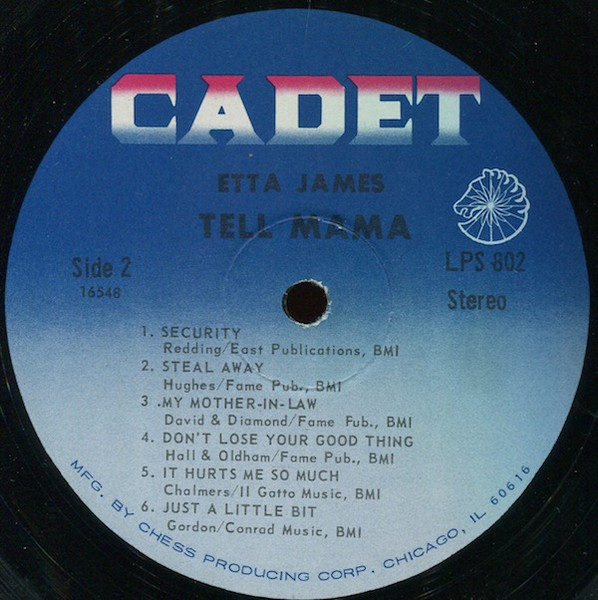 CADET
ETTA JAMES
TELL MAMA
Side 2
16548
LPS 802
Stereo
1. SECURITY
Redding/East Publications, BMI
2. STEAL AWAY
Hughes/Fame Pub., BMI
3 .MY MOTHER-IN-LAW
David & Diamond/Fame Fub., BMI
4. DON'T LOSE YOUR GOOD THING
Hall & Oldham/Fame Pub., BMI
5. IT HURTS ME SO MUCH
Chalmers/Il Gatto Music, BMI
6. JUST A LITTLE BIT
Gordon/Conrad Music, BMI
MFG. BY CHESS PRODUCING CORP. CHICAGO, IL 60616